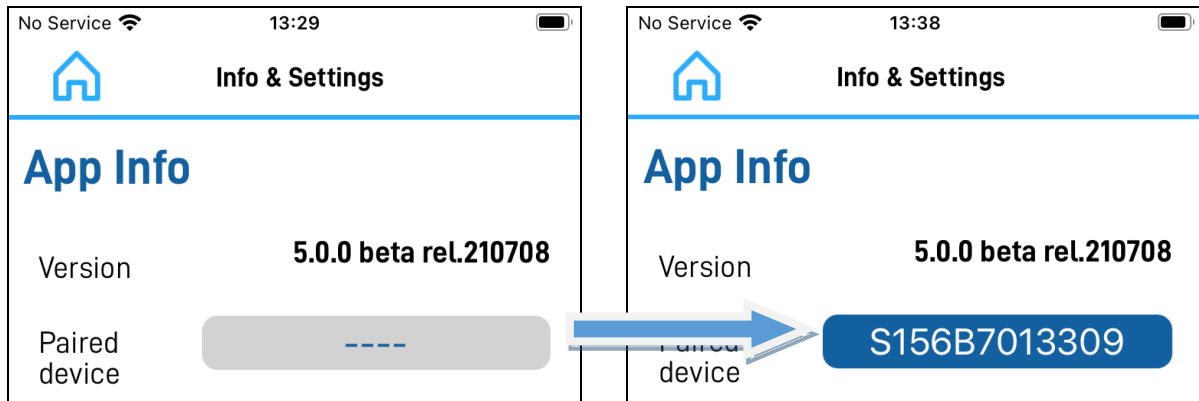 No Service 13:29
Info & Settings
App Info
Version 5.0.0 beta rel.210708
Paired ----
device
No Service 13:38
Info & Settings
App Info
Version 5.0.0 beta rel.210708
Paired S156B7013309
device